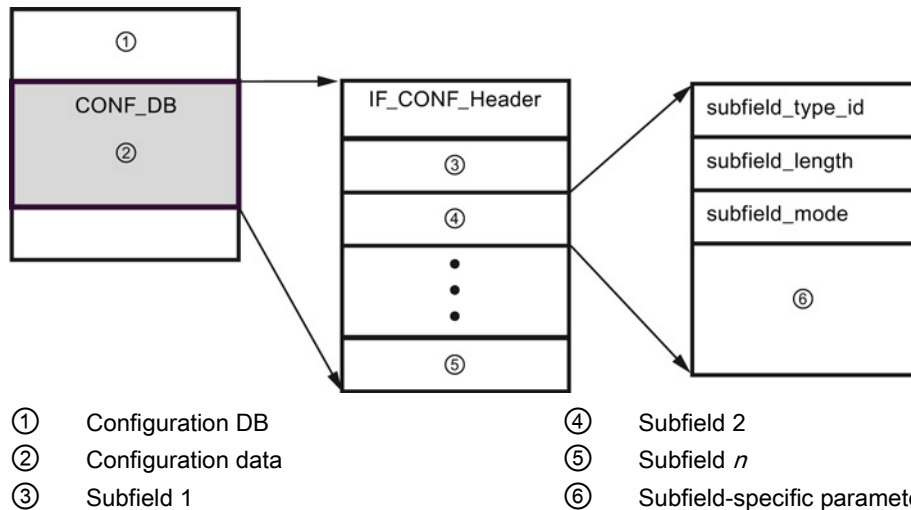 ①
CONF_DB
②
IF_CONF_Header
③
④
⑤
subfield_type_id
subfield_length
subfield_mode
⑥
① Configuration DB
② Configuration data
③ Subfield 1
④ Subfield 2
⑤ Subfield n
⑥ Subfield-specific